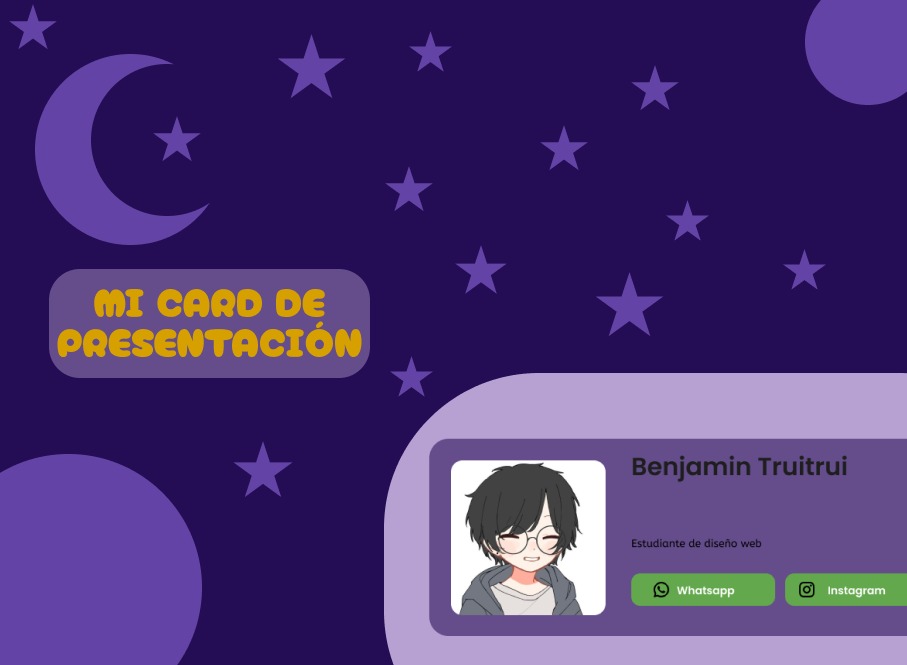 MI CARD DE
PRESENTACIÓN
Benjamin Truitrui
Estudiante de diseño web
Whatsapp
Instagram